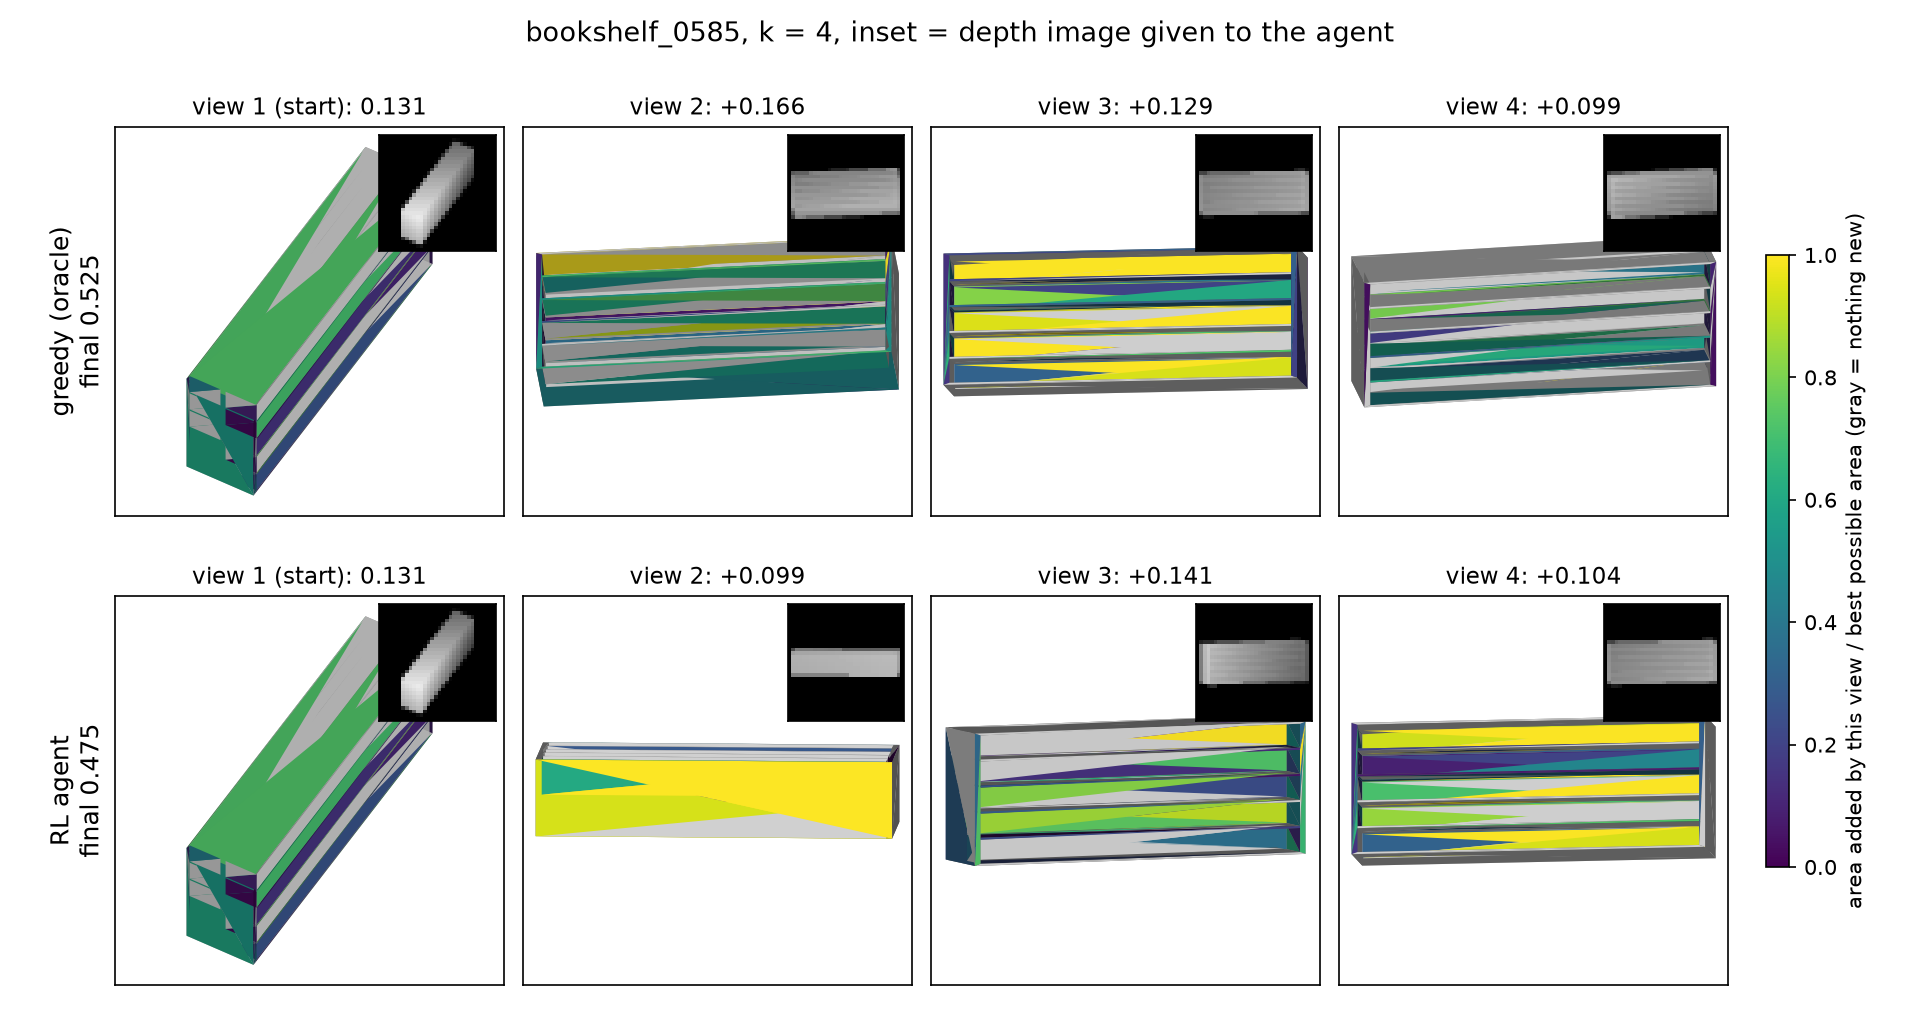 bookshelf_0585, k = 4, inset = depth image given to the agent
greedy (oracle)
final 0.525
view 1 (start): 0.131
view 2: +0.166
view 3: +0.129
view 4: +0.099
RL agent
final 0.475
view 1 (start): 0.131
view 2: +0.099
view 3: +0.141
view 4: +0.104
1.0
0.8
0.6
0.4
0.2
0.0
area added by this view / best possible area (gray = nothing new)